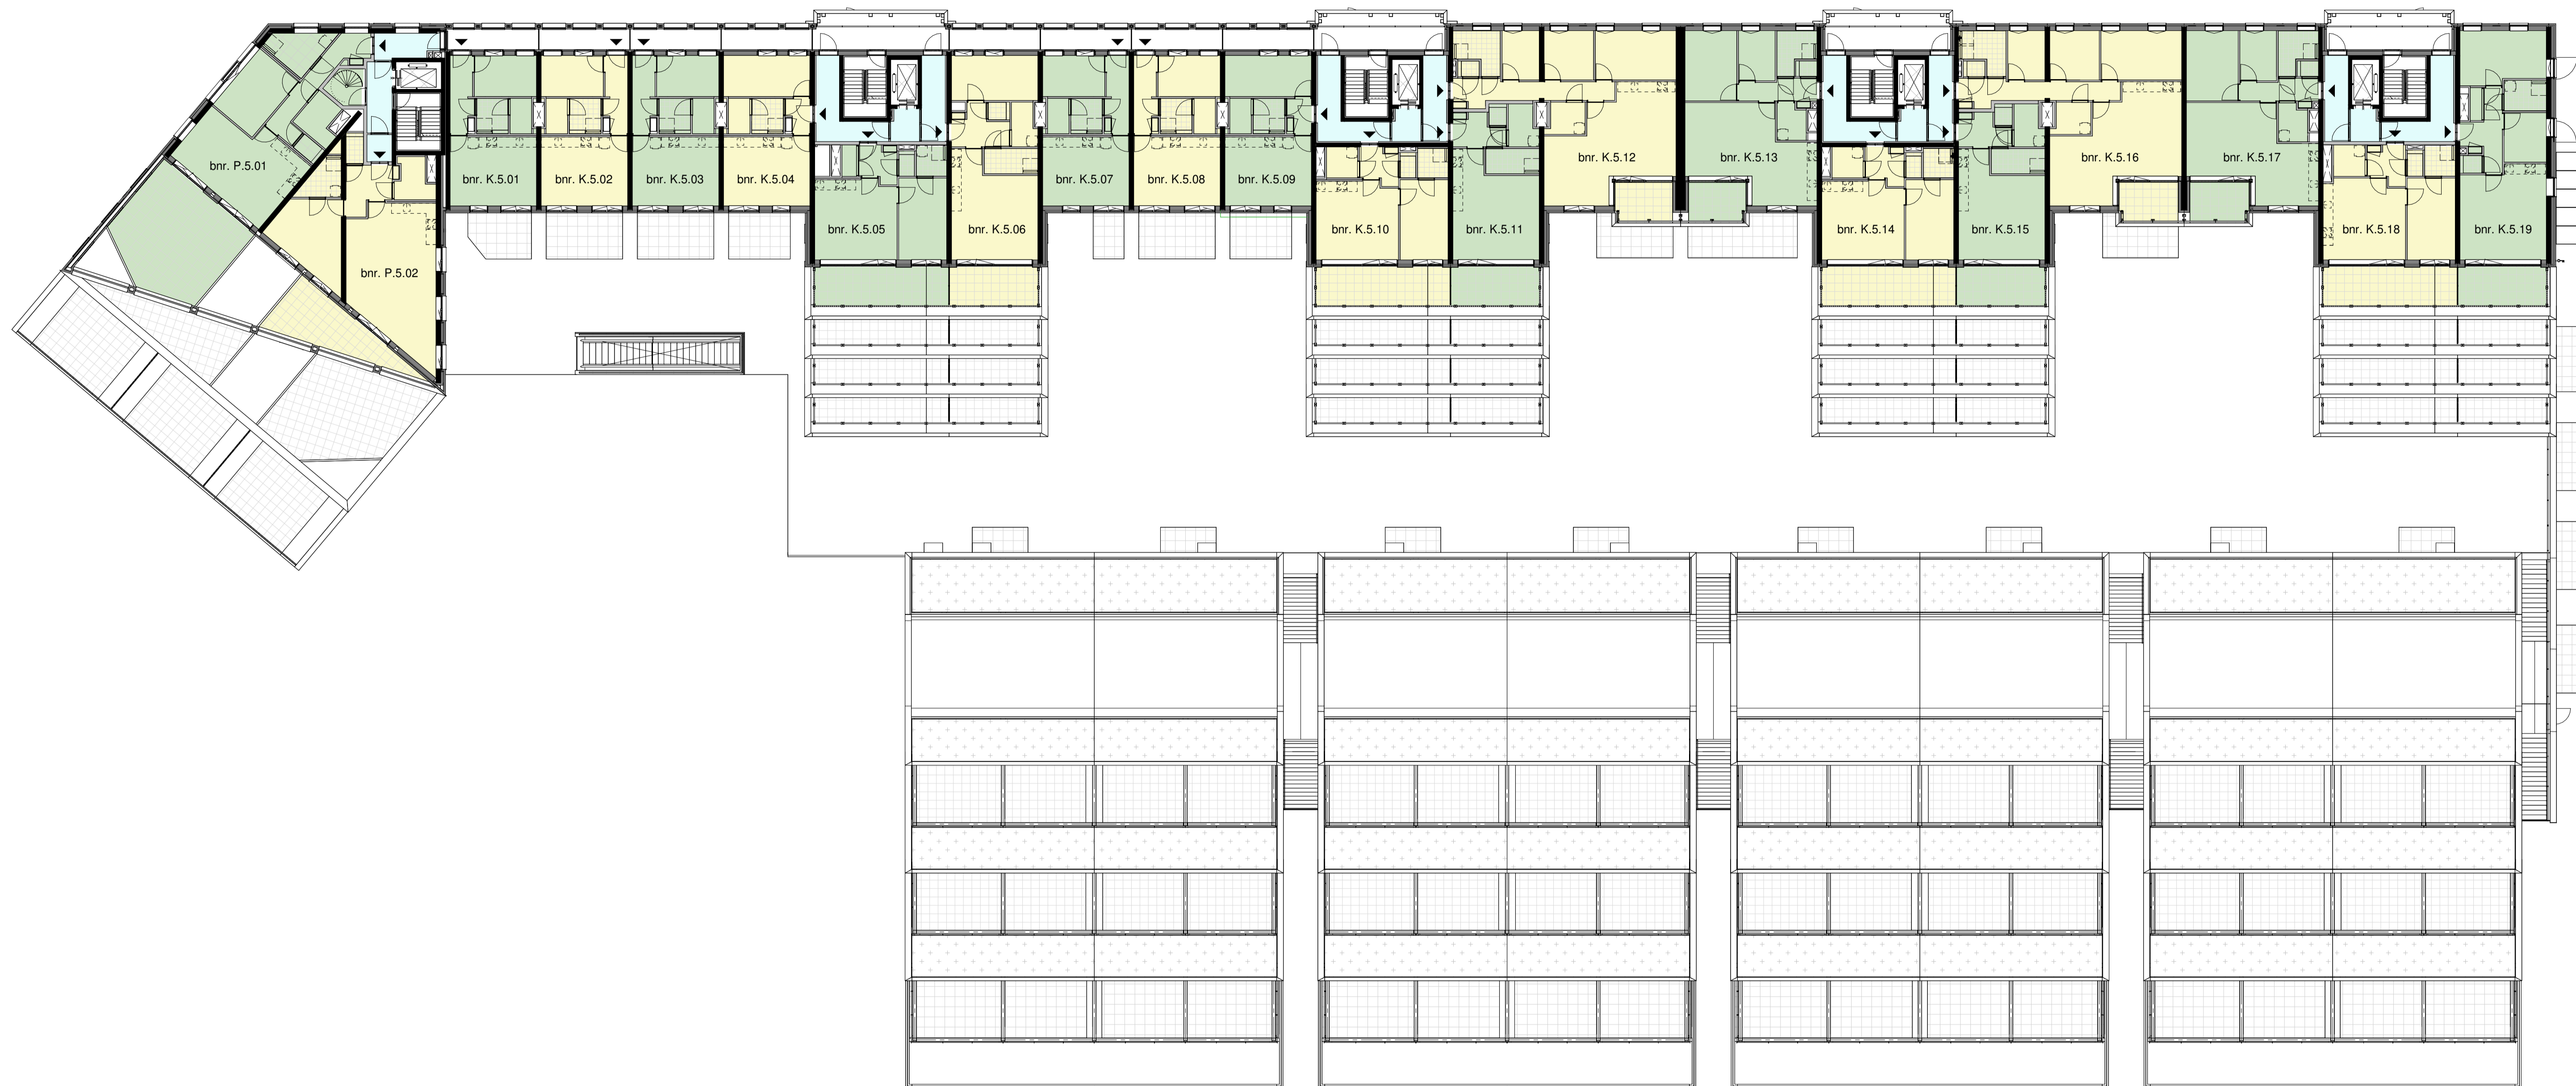 bnr. P.5.01
bnr. K.5.01
bnr. K.5.02
bnr. K.5.03
bnr. K.5.04
bnr. K.5.07
bnr. K.5.08
bnr. K.5.09
bnr. K.5.12
bnr. K.5.13
bnr. K.5.16
bnr. K.5.17
bnr. K.5.05
bnr. K.5.06
bnr. K.5.10
bnr. K.5.11
bnr. K.5.14
bnr. K.5.15
bnr. K.5.18
bnr. K.5.19
bnr. P.5.02